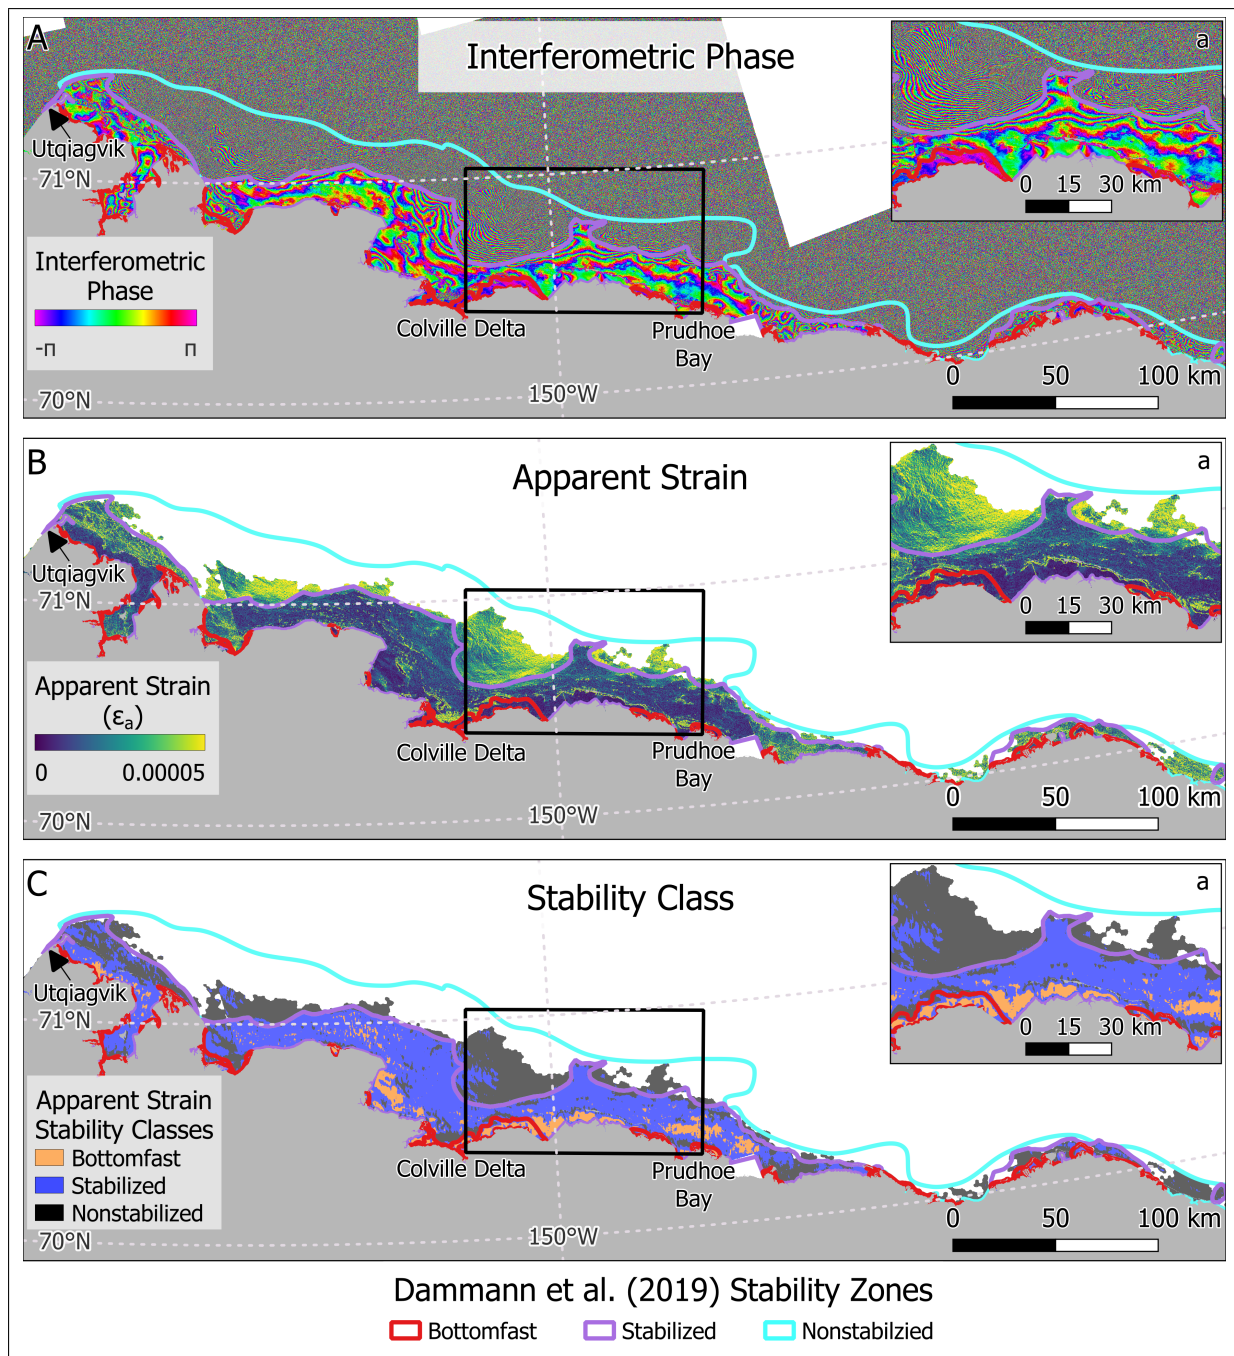 A
Interferometric Phase
a
Utqiagvik
71°N
0 15 30 km
Interferometric
Phase
-п п
Colville Delta
Prudhoe
Bay
150°W
70°N
0 50 100 km
B
Apparent Strain
a
Utqiagvik
71°N
0 15 30 km
Apparent Strain
(εa)
0 0.00005
Colville Delta
Prudhoe
Bay
150°W
70°N
0 50 100 km
C
Stability Class
a
Utqiagvik
71°N
0 15 30 km
Apparent Strain
Stability Classes
Bottomfast
Stabilized
Nonstabilized
Colville Delta
Prudhoe
Bay
150°W
70°N
0 50 100 km
Dammann et al. (2019) Stability Zones
Bottomfast Stabilized Nonstabilzied